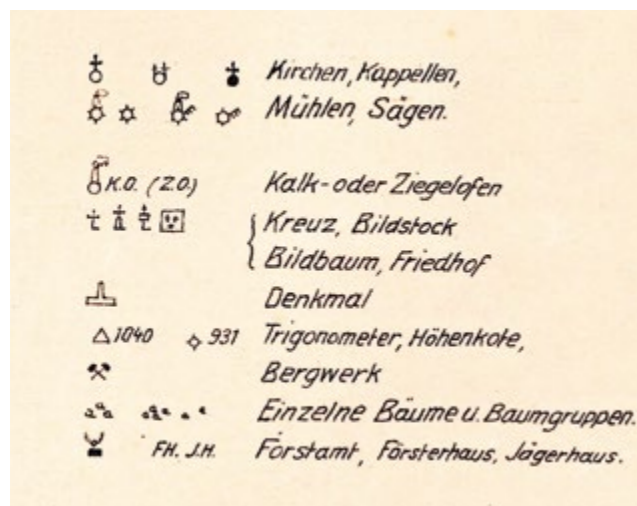 Kirchen, Kappellen,
Mühlen, Sägen.
K.O. (Z.O.) Kalk- oder Ziegelofen
Kreuz, Bildstock
Bildbaum, Friedhof
Denkmal
1040 931 Trigonometer, Höhenkote,
Bergwerk
Einzelne Bäume u. Baumgruppen.
FH. J.H. Forstamt, Försterhaus, Jägerhaus.